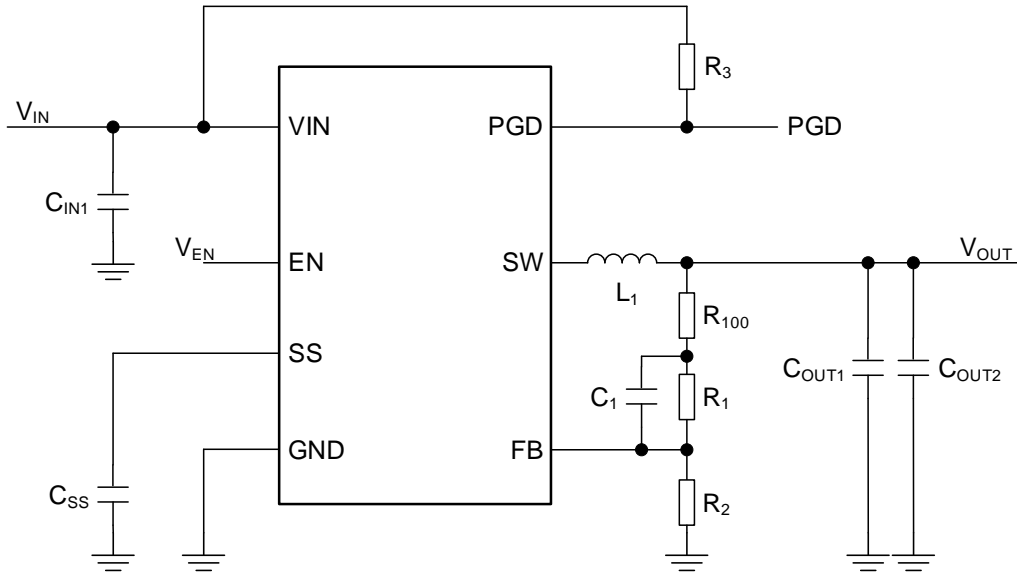 R3
VIN
VIN
PGD
PGD
CIN1
VEN
EN
SW
VOUT
L1
R100
SS
C1
R1
COUT1
COUT2
GND
FB
CSS
R2